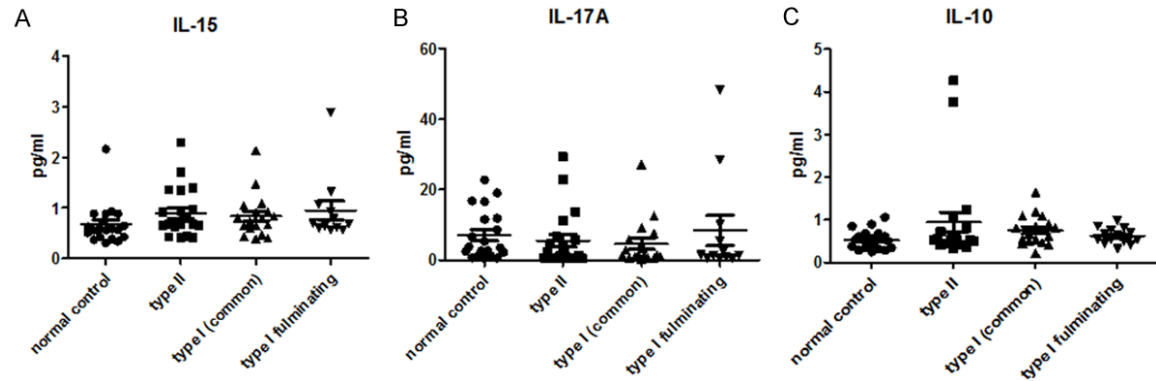 A
IL-15
4
3
2
1
0
pg/ml
normal control
type II
type I (common)
type I fulminating
B
IL-17A
60
40
20
0
pg/ml
normal control
type II
type I (common)
type I fulminating
C
IL-10
5
4
3
2
1
0
pg/ml
normal control
type II
type I (common)
type I fulminating